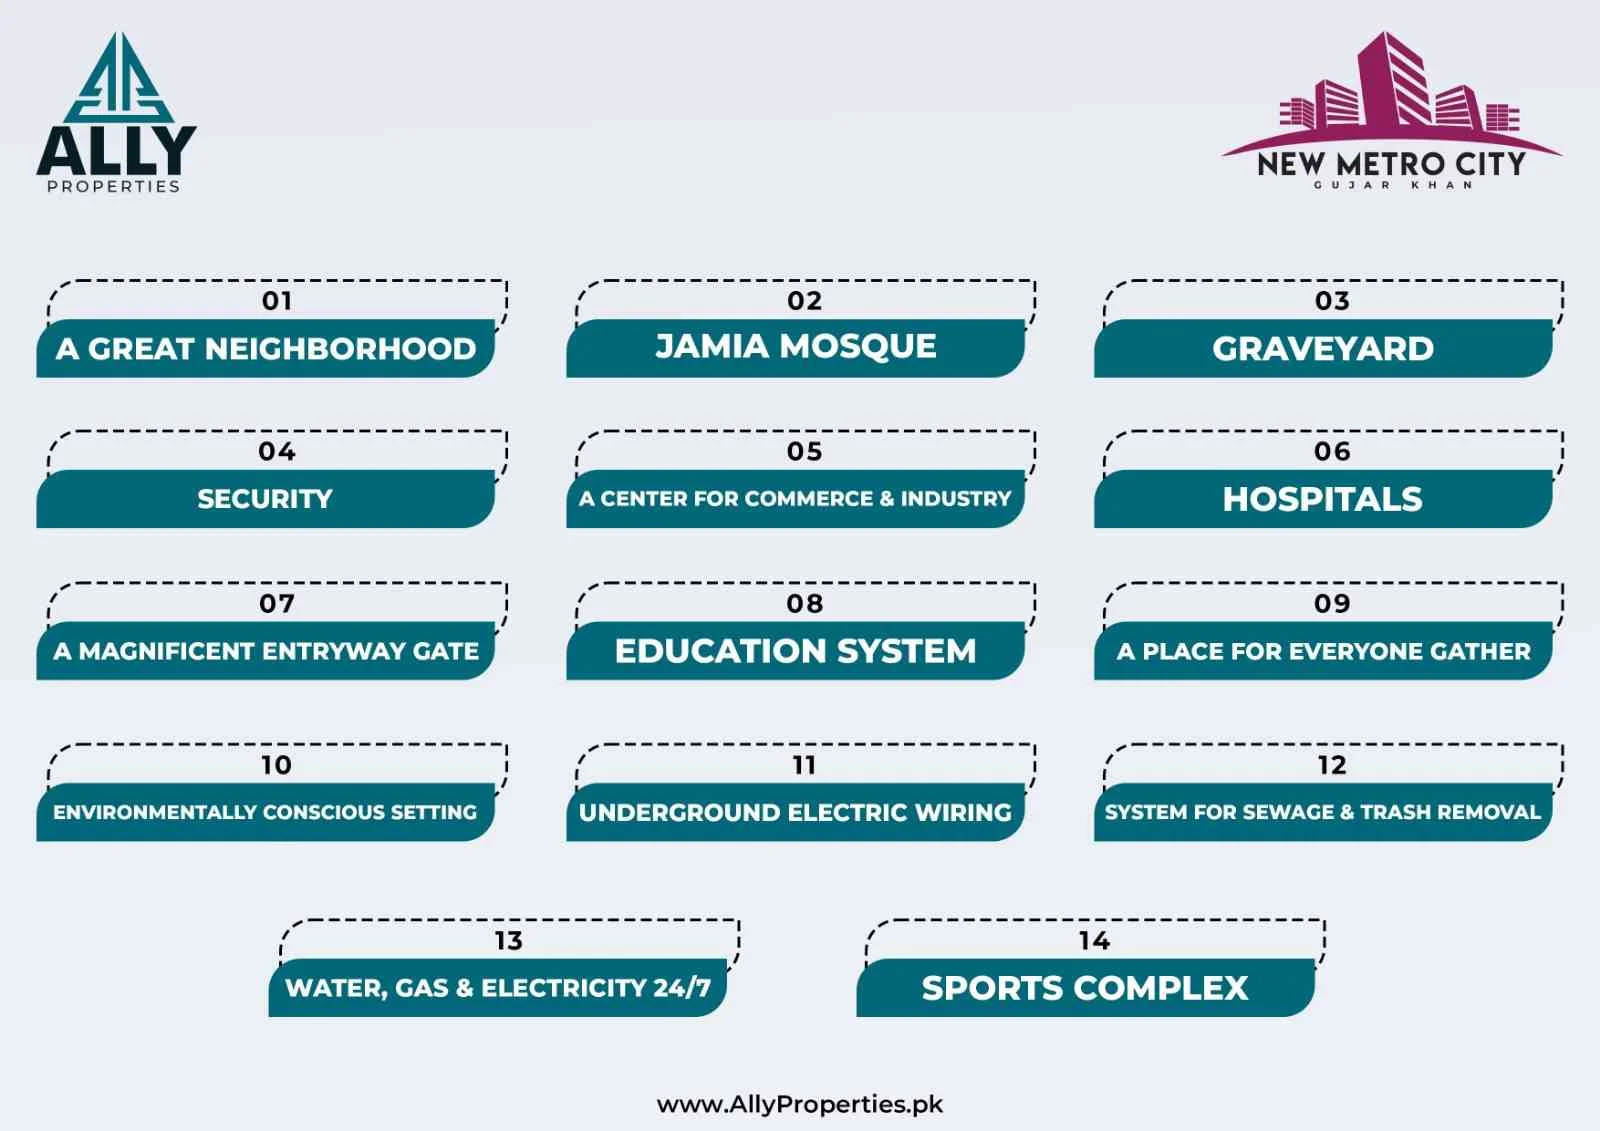 ALLY
PROPERTIES
NEW METRO CITY
GUJAR KHAN
01
A GREAT NEIGHBORHOOD
02
JAMIA MOSQUE
03
GRAVEYARD
04
SECURITY
05
A CENTER FOR COMMERCE & INDUSTRY
06
HOSPITALS
07
A MAGNIFICENT ENTRYWAY GATE
08
EDUCATION SYSTEM
09
A PLACE FOR EVERYONE GATHER
10
ENVIRONMENTALLY CONSCIOUS SETTING
11
UNDERGROUND ELECTRIC WIRING
12
SYSTEM FOR SEWAGE & TRASH REMOVAL
13
WATER, GAS & ELECTRICITY 24/7
14
SPORTS COMPLEX
www.AllyProperties.pk